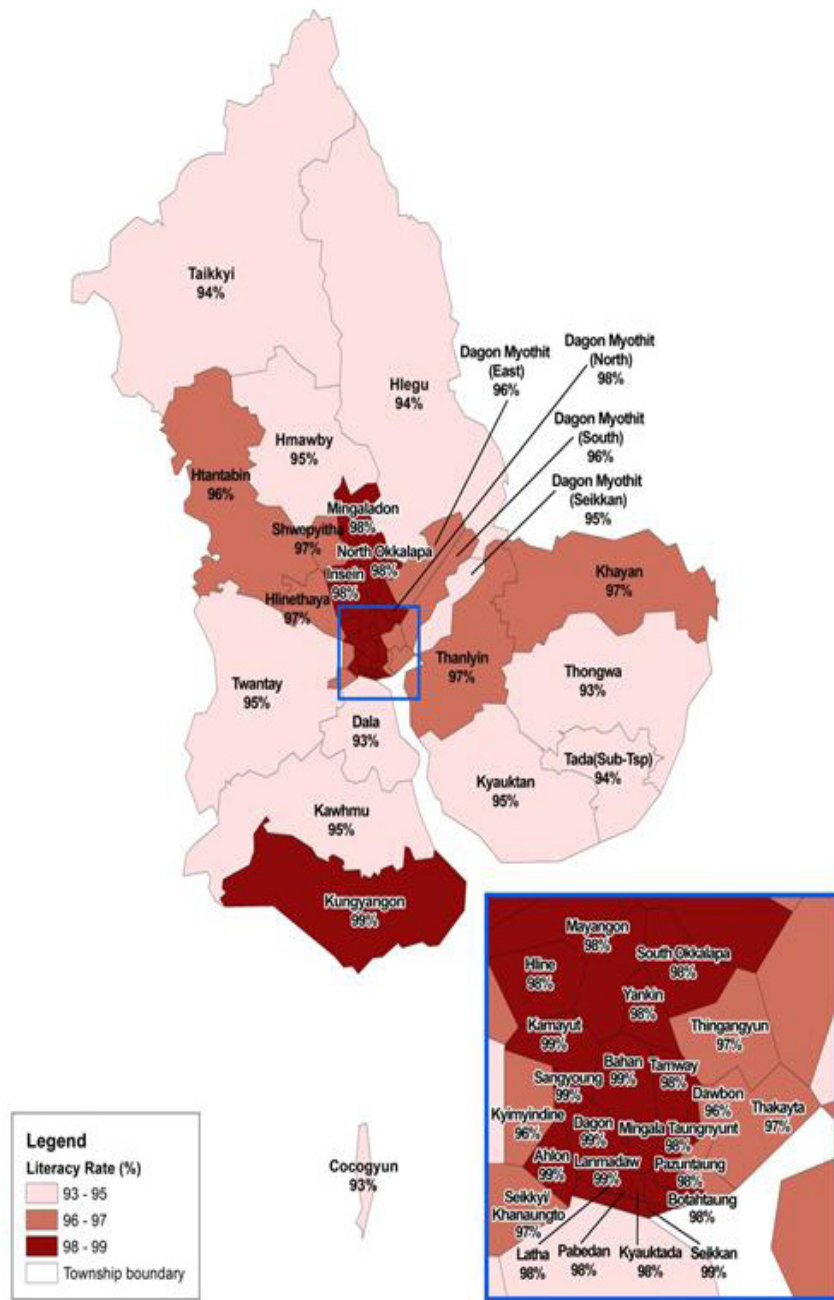 Taikkyi
94%
Hlegu
94%
Dagon Myothit
(East)
96%
Dagon Myothit
(North)
98%
Dagon Myothit
(South)
96%
Dagon Myothit
(Seikkan)
95%
Hmawby
95%
Htantabin
96%
Mingaladon
98%
Shwepyitha
97%
North Okkalapa
98%
Insein
98%
Hlinethaya
97%
Khayan
97%
Thanlyin
97%
Thongwa
93%
Twantay
95%
Dala
93%
Tada(Sub-Tsp)
94%
Kyauktan
95%
Kawhmu
95%
Kungyangon
99%
Cocogyun
93%
Mayangon
98%
South Okkalapa
98%
Hline
98%
Yankin
98%
Thingangyun
97%
Kamayut
99%
Bahan
99%
Tamway
98%
Sangyoung
99%
Dawbon
96%
Thakayta
97%
Kyimyindine
96%
Dagon
99%
Mingala Taungnyunt
98%
Ahlon
99%
Lanmadaw
99%
Pazuntaung
98%
Botahtaung
98%
Seikkyi/
Khanaungto
97%
Latha
98%
Pabedan
98%
Kyauktada
98%
Seikkan
99%
Legend
Literacy Rate (%)
93 - 95
96 - 97
98 - 99
Township boundary